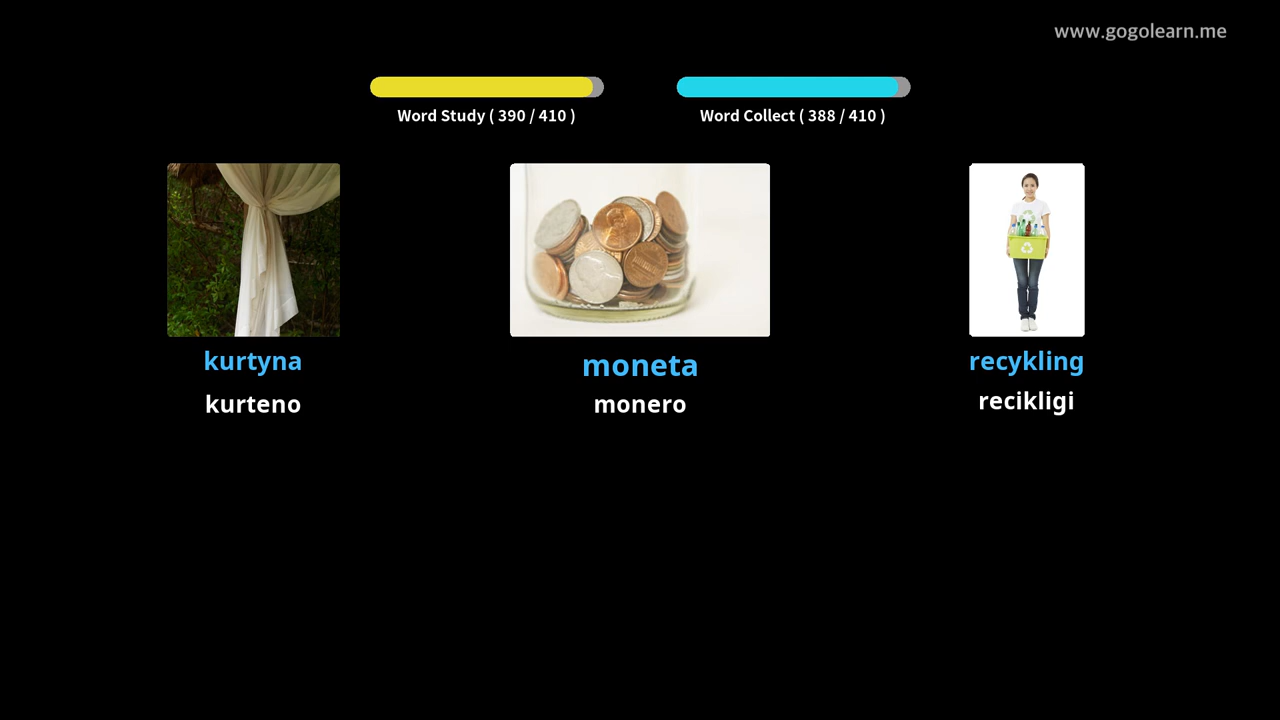 www.gogolearn.me
Word Study ( 390 / 410 )
Word Collect ( 388 / 410 )
kurtyna
moneta
recykling
kurteno
monero
recikligi